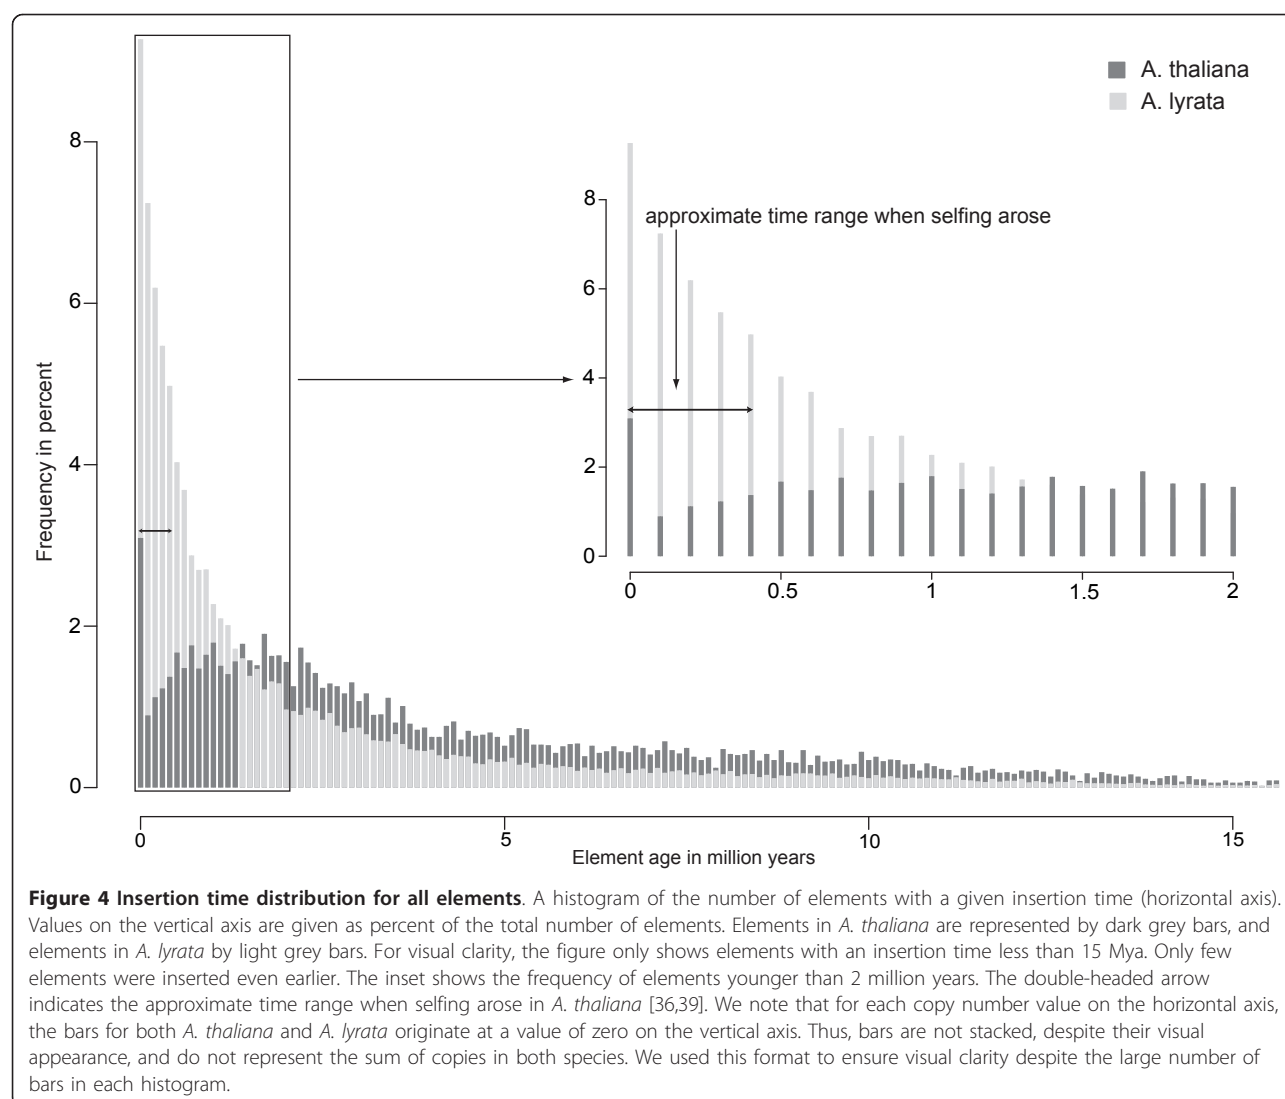 A. thaliana
A. lyrata
8
6
4
2
0
Frequency in percent
8
6
4
2
0
approximate time range when selfing arose
0 0.5 1 1.5 2
0 5 10 15
Element age in million years
Figure 4 Insertion time distribution for all elements. A histogram of the number of elements with a given insertion time (horizontal axis).
Values on the vertical axis are given as percent of the total number of elements. Elements in A. thaliana are represented by dark grey bars, and
elements in A. lyrata by light grey bars. For visual clarity, the figure only shows elements with an insertion time less than 15 Mya. Only few
elements were inserted even earlier. The inset shows the frequency of elements younger than 2 million years. The double-headed arrow
indicates the approximate time range when selfing arose in A. thaliana [36,39]. We note that for each copy number value on the horizontal axis,
the bars for both A. thaliana and A. lyrata originate at a value of zero on the vertical axis. Thus, bars are not stacked, despite their visual
appearance, and do not represent the sum of copies in both species. We used this format to ensure visual clarity despite the large number of
bars in each histogram.